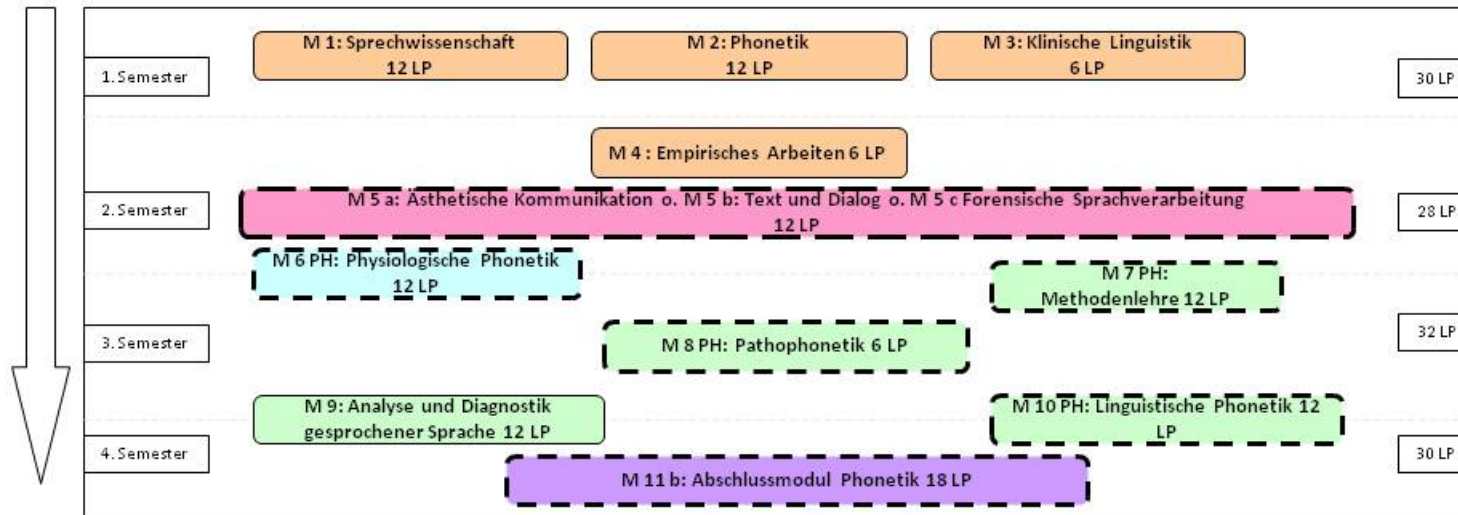 M 1: Sprechwissenschaft
12 LP
M 2: Phonetik
12 LP
M 3: Klinische Linguistik
6 LP
1. Semester
30 LP
M 4 : Empirisches Arbeiten 6 LP
M 5 a: Ästhetische Kommunikation o. M 5 b: Text und Dialog o. M 5 c Forensische Sprachverarbeitung
12 LP
2. Semester
28 LP
M 6 PH: Physiologische Phonetik
12 LP
M 7 PH:
Methodenlehre 12 LP
3. Semester
32 LP
M 8 PH: Pathophonetik 6 LP
M 9: Analyse und Diagnostik
gesprochener Sprache 12 LP
M 10 PH: Linguistische Phonetik 12
LP
4. Semester
30 LP
M 11 b: Abschlussmodul Phonetik 18 LP